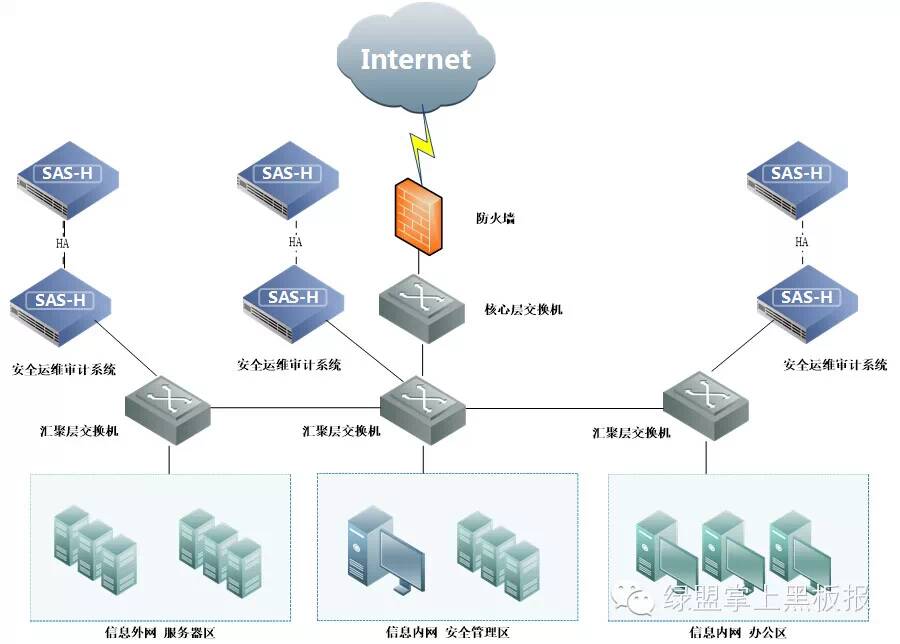 Internet
SAS-H
SAS-H
SAS-H
防火墙
HA
HA
HA
SAS-H
SAS-H
SAS-H
核心层交换机
安全运维审计系统
安全运维审计系统
安全运维审计系统
汇聚层交换机
汇聚层交换机
汇聚层交换机
绿盟掌上黑板报
信息外网 服务器区
信息内网 安全管理区
信息内网 办公区